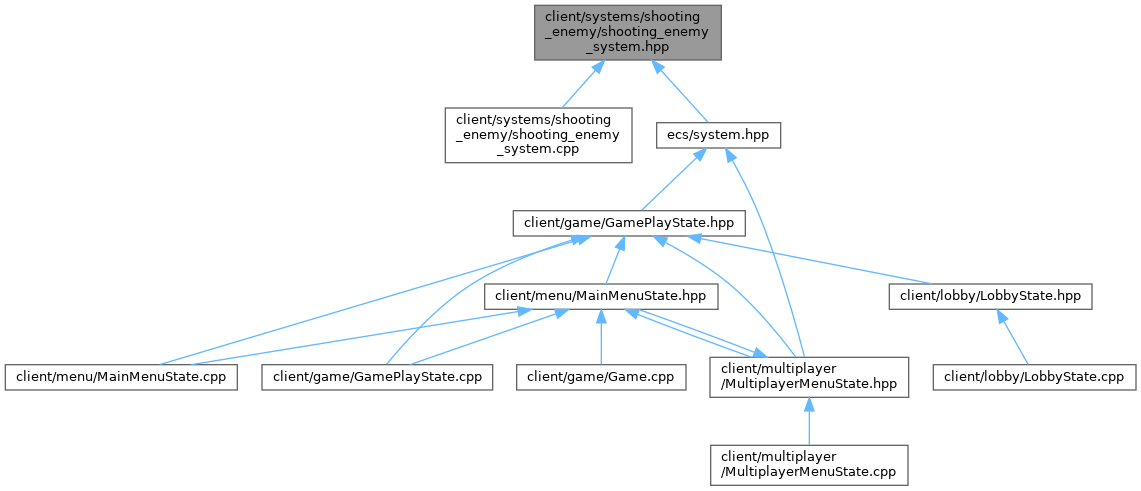 client/systems/shooting
_enemy/shooting_enemy
_system.hpp
client/systems/shooting
_enemy/shooting_enemy
_system.cpp
ecs/system.hpp
client/game/GamePlayState.hpp
client/menu/MainMenuState.hpp
client/lobby/LobbyState.hpp
client/menu/MainMenuState.cpp
client/game/GamePlayState.cpp
client/game/Game.cpp
client/multiplayer
/MultiplayerMenuState.hpp
client/lobby/LobbyState.cpp
client/multiplayer
/MultiplayerMenuState.cpp